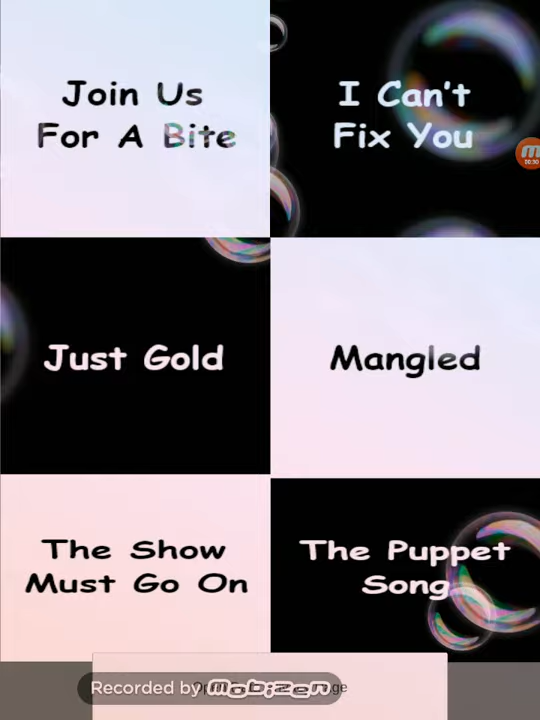 Join Us
For A Bite
I Can't
Fix You
Just Gold
Mangled
The Show
Must Go On
The Puppet
Song
Recorded by mobizen